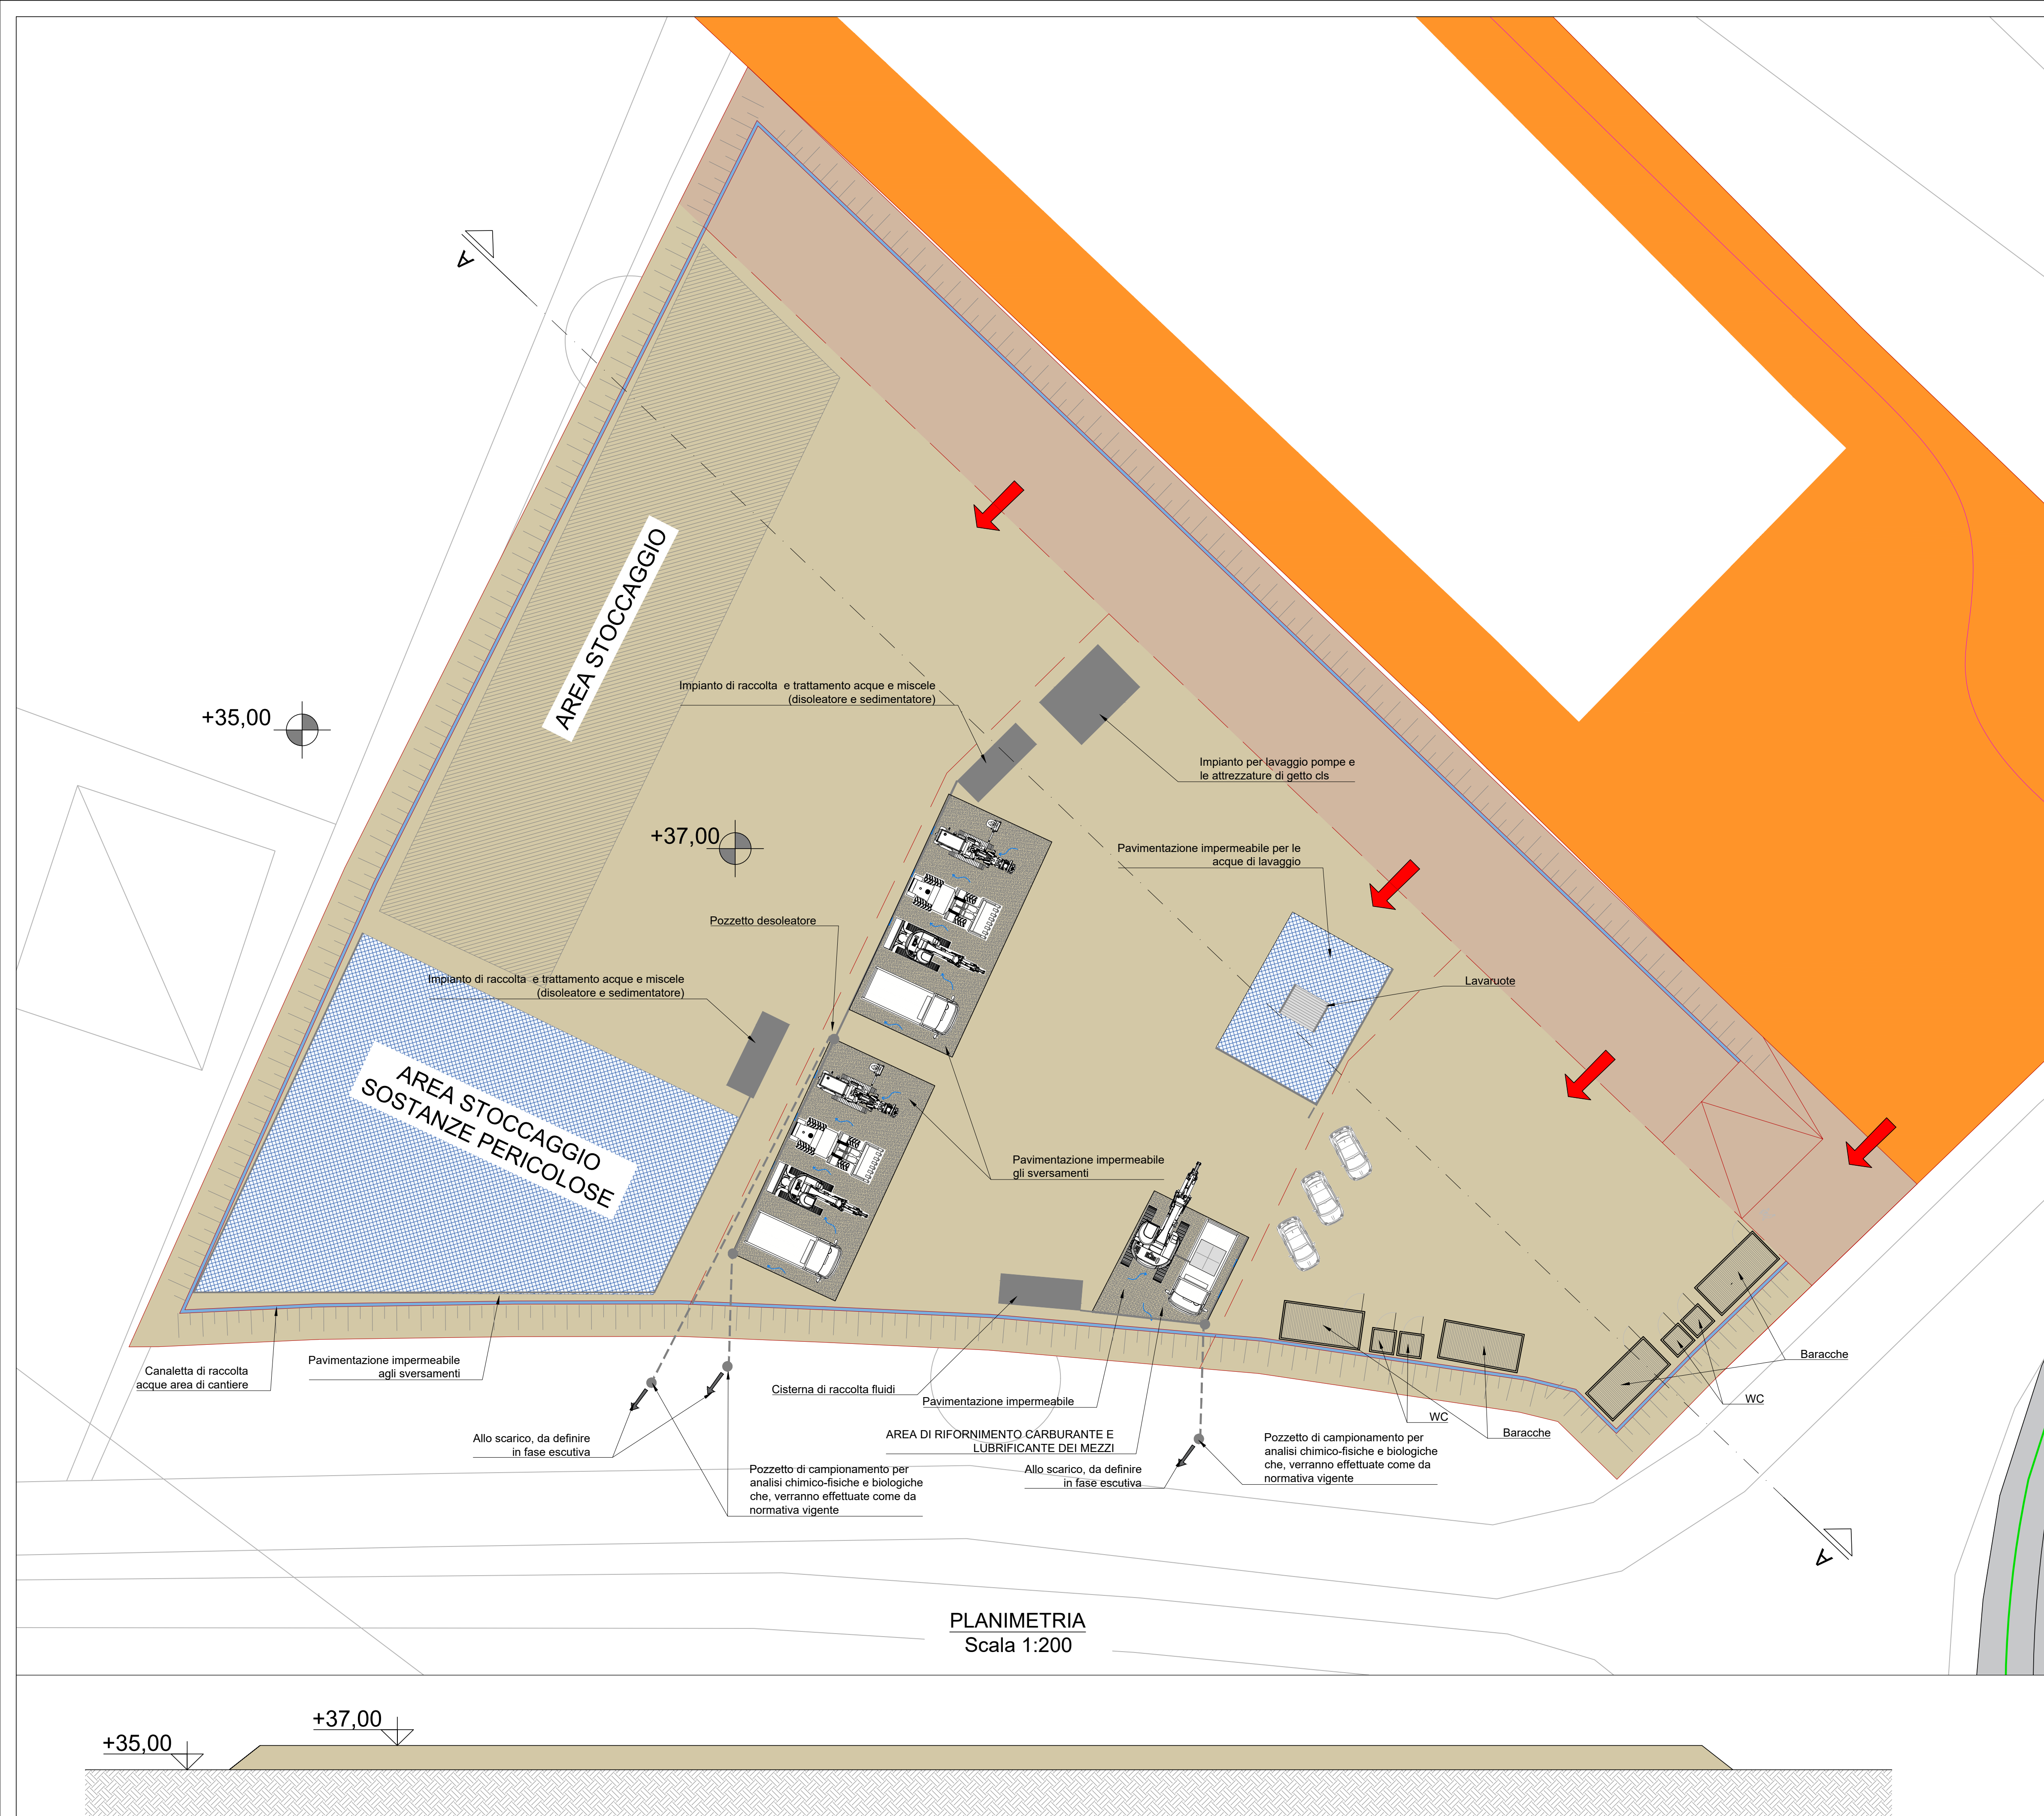 A
AREA STOCCAGGIO
Impianto di raccolta  e trattamento acque e miscele
(disoleatore e sedimentatore)
+35,00
Impianto per lavaggio pompe e
le attrezzature di getto cls
+37,00
Pavimentazione impermeabile per le
acque di lavaggio
Pozzetto desoleatore
Impianto di raccolta  e trattamento acque e miscele
(disoleatore e sedimentatore)
Lavaruote
AREA STOCCAGGIO
SOSTANZE PERICOLOSE
Pavimentazione impermeabile
gli sversamenti
Canaletta di raccolta
acque area di cantiere
Pavimentazione impermeabile
agli sversamenti
Cisterna di raccolta fluidi
Pavimentazione impermeabile
Baracche
WC
WC
Baracche
Allo scarico, da definire
in fase escutiva
AREA DI RIFORNIMENTO CARBURANTE E
LUBRIFICANTE DEI MEZZI
Pozzetto di campionamento per
analisi chimico-fisiche e biologiche
che, verranno effettuate come da
normativa vigente
Allo scarico, da definire
in fase escutiva
Pozzetto di campionamento per
analisi chimico-fisiche e biologiche
che, verranno effettuate come da
normativa vigente
A
PLANIMETRIA
Scala 1:200
+37,00
+35,00